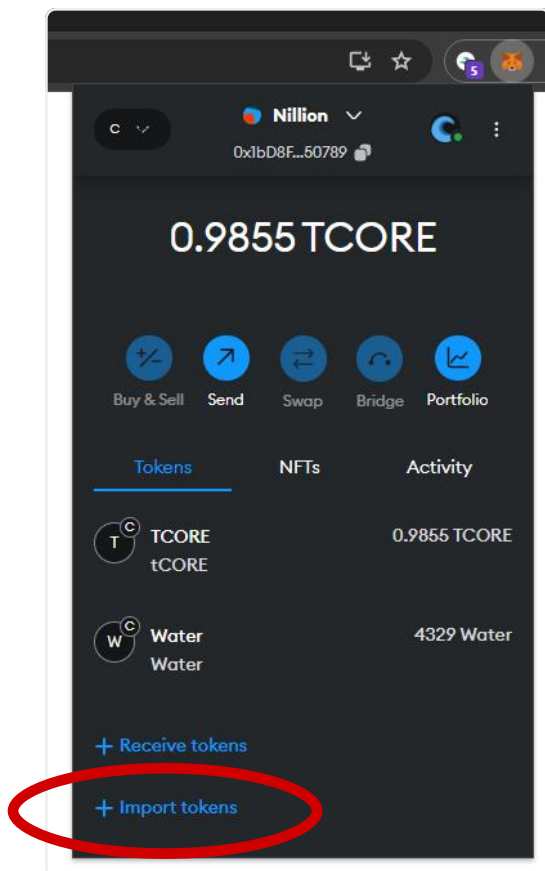 5
C
Nillion
0x1bD8F...50789
0.9855 TCORE
Buy & Sell Send Swap Bridge Portfolio
Tokens NFTs Activity
T C TCORE 0.9855 TCORE
tCORE
W C Water 4329 Water
Water
+ Receive tokens
+ Import tokens